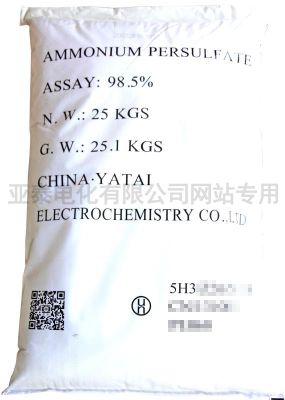 AMMONIUM PERSULFATE
ASSAY: 98.5%
N. W.: 25 KGS
G. W.: 25.1 KGS
CHINA·YATAI
亚泰电化有限公司网站专用
ELECTROCHEMISTRY CO.,LTD
5H3